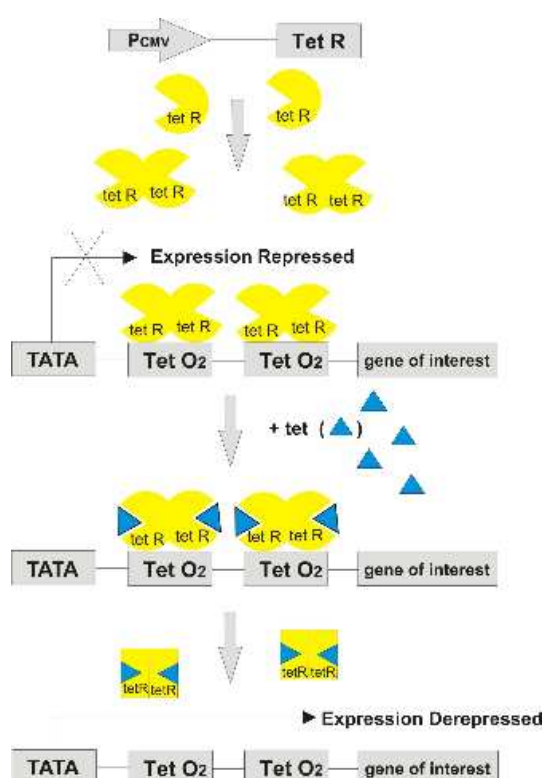 PCMV
Tet R
tet R
tet R
tet R tet R
tet R tet R
Expression Repressed
tet R tet R
tet R tet R
TATA
Tet O2
Tet O2
gene of interest
+ tet ( )
tet R tet R
tet R tet R
TATA
Tet O2
Tet O2
gene of interest
tetR tetR
tetR tetR
Expression Derepressed
TATA
Tet O2
Tet O2
gene of interest